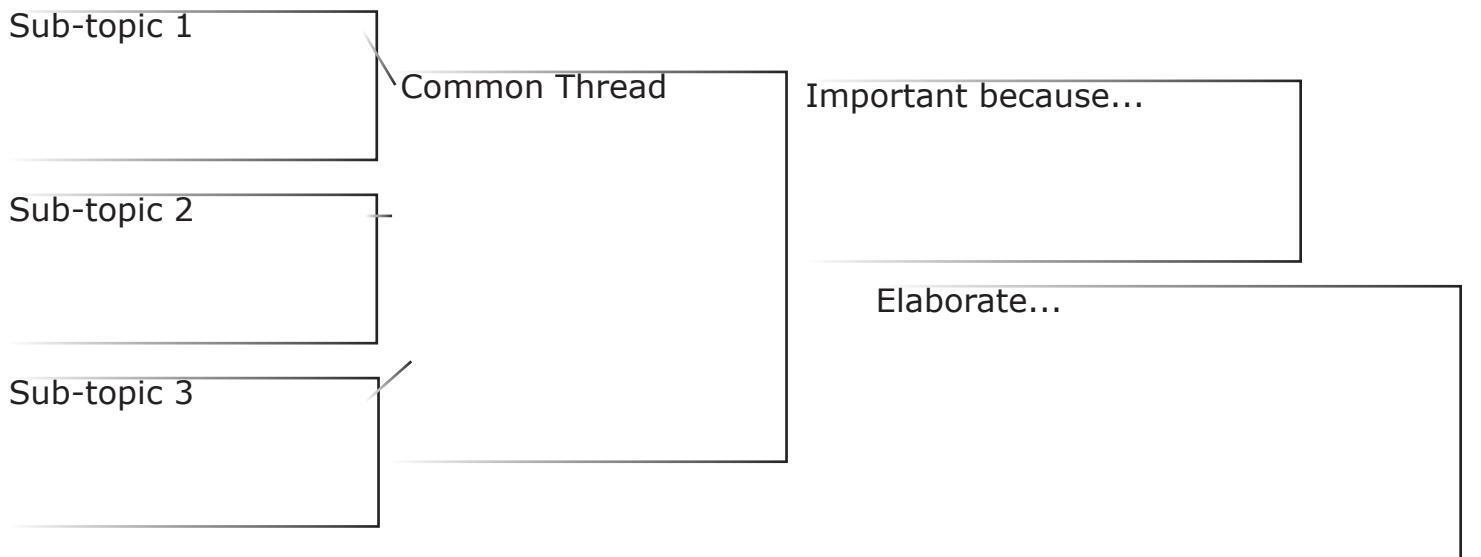 Sub-topic 1
Sub-topic 2
Sub-topic 3
Common Thread
Important because...
Elaborate...